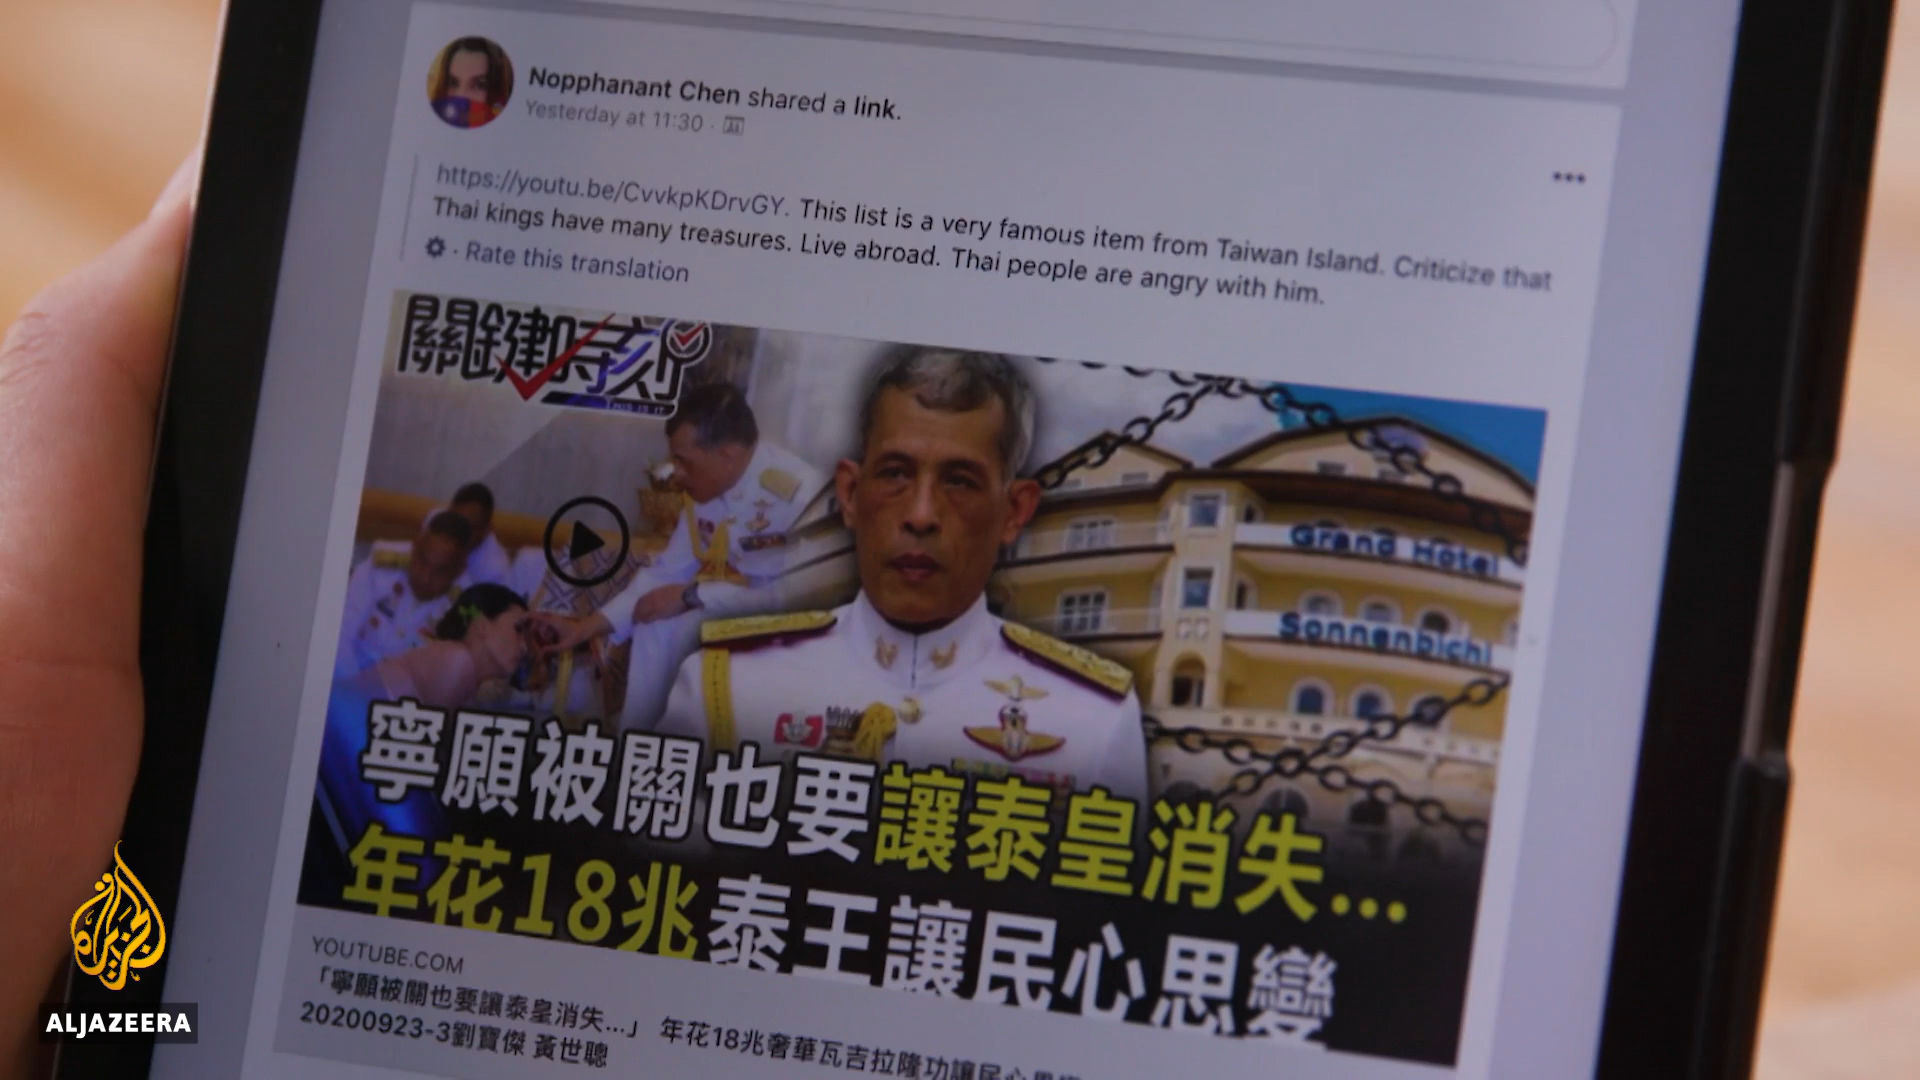 Nopphanant Chen shared a link.
Yesterday at 11:30 ·
https://youtu.be/CvvkpKDrvGY. This list is a very famous item from Taiwan Island. Criticize that
Thai kings have many treasures. Live abroad. Thai people are angry with him.
· Rate this translation
關鍵時刻
THIS IS IT
Grand Hotel
Sonnenbichl
寧願被關也要讓泰皇消失...
年花18兆泰王讓民心思變
YOUTUBE.COM
「寧願被關也要讓泰皇消失...」 年花18兆奢華瓦吉拉隆功讓民心思變
20200923-3劉寶傑 黃世聰
ALJAZEERA